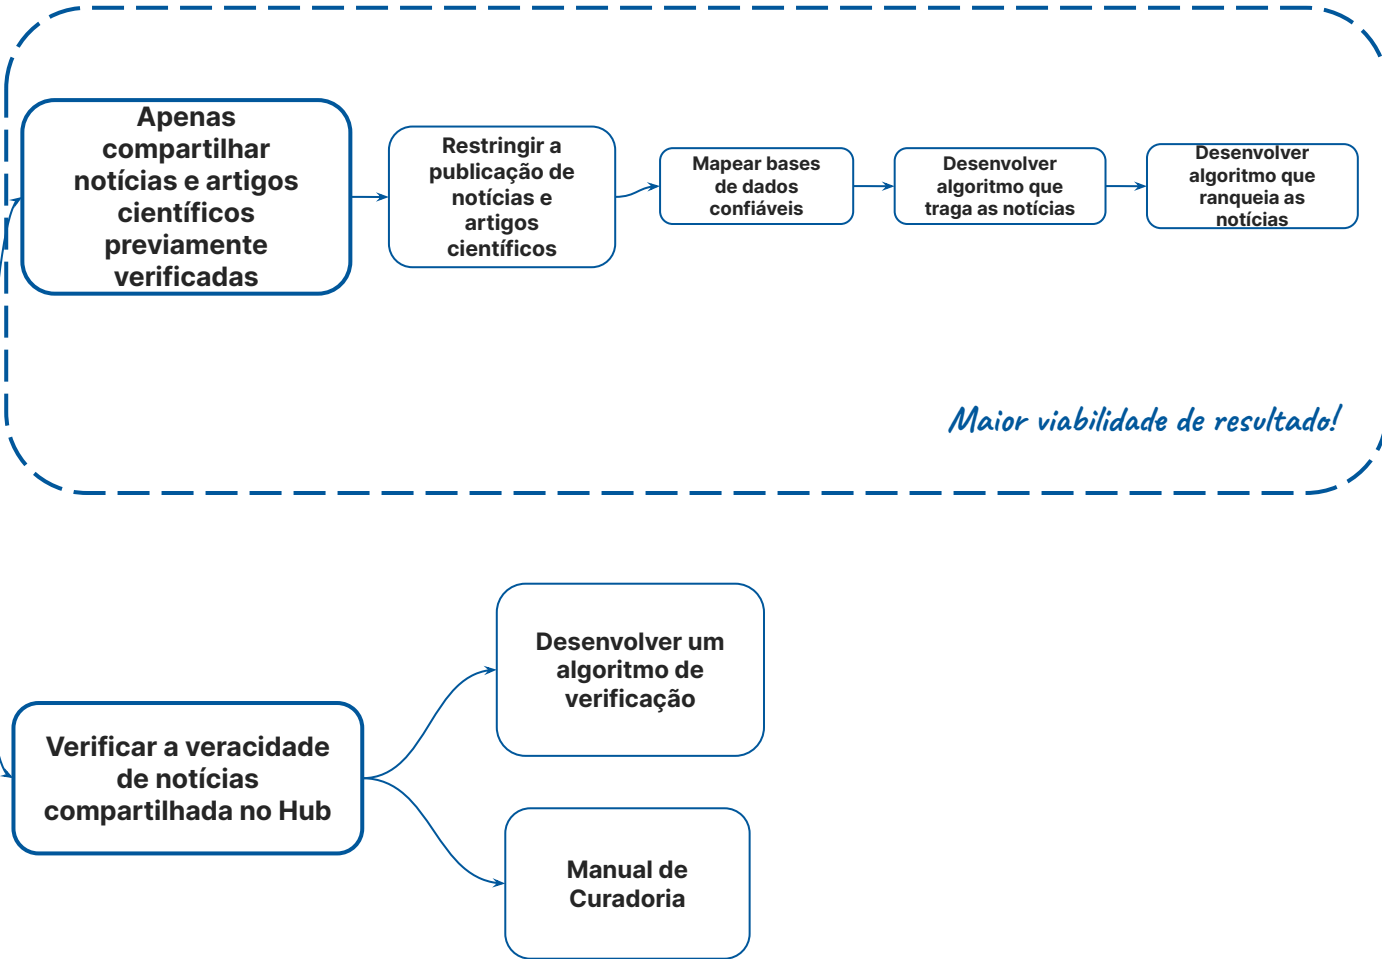 Apenas
compartilhar
notícias e artigos
científicos
previamente
verificadas
Restringir a
publicação de
notícias e
artigos
científicos
Mapear bases
de dados
confiáveis
Desenvolver
algoritmo que
traga as notícias
Desenvolver
algoritmo que
ranqueia as
notícias
Maior viabilidade de resultado!
Desenvolver um
algoritmo de
verificação
Verificar a veracidade
de notícias
compartilhada no Hub
Manual de
Curadoria